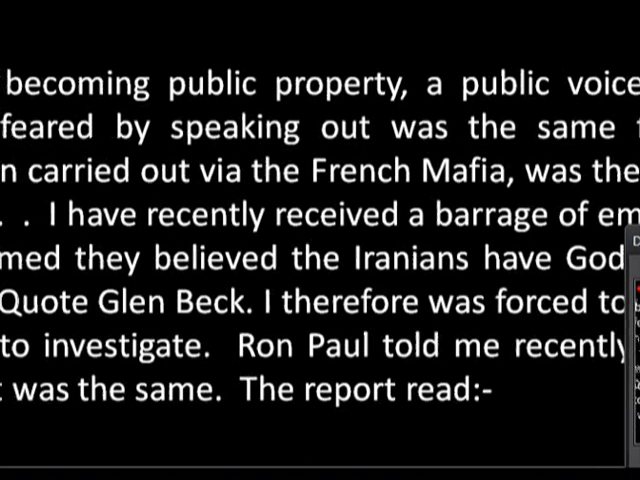 becoming public property, a public voice
feared by speaking out was the same
n carried out via the French Mafia, was the
. . I have recently received a barrage of em
med they believed the Iranians have God
Quote Glen Beck. I therefore was forced to
to investigate. Ron Paul told me recently
was the same. The report read:-